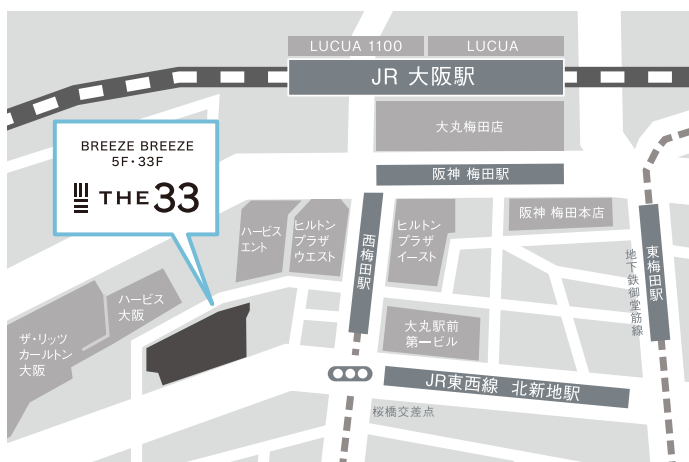 LUCUA 1100
LUCUA
JR 大阪駅
大丸梅田店
BREEZE BREEZE
5F・33F
THE 33
阪神 梅田駅
ハービス
エント
ヒルトン
プラザ
ウエスト
西梅田駅
ヒルトン
プラザ
イースト
阪神 梅田本店
地下鉄御堂筋線
東梅田駅
ハービス
大阪
ザ・リッツ
カールトン
大阪
大丸駅前
第一ビル
JR東西線 北新地駅
桜橋交差点